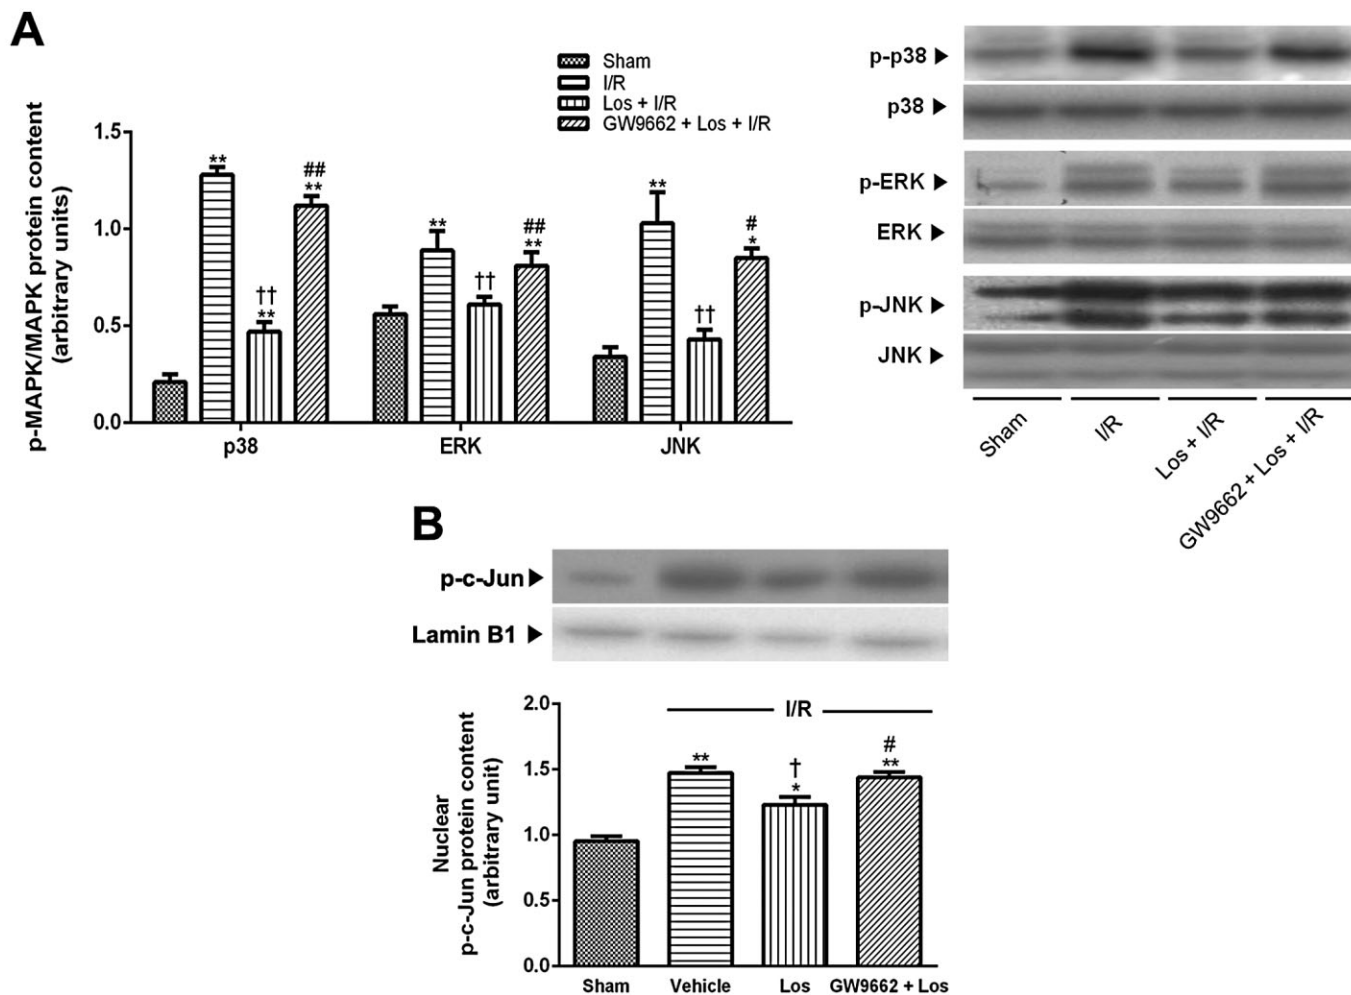 A
Sham
I/R
Los + I/R
GW9662 + Los + I/R
p-MAPK/MAPK protein content
(arbitrary units)
1.5
1.0
0.5
0.0
**
††
**
##
**
**
††
##
**
**
††
#
*
p38
ERK
JNK
p-p38
p38
p-ERK
ERK
p-JNK
JNK
Sham
I/R
Los + I/R
GW9662 + Los + I/R
B
p-c-Jun
Lamin B1
Nuclear
p-c-Jun protein content
(arbitrary unit)
2.0
1.5
1.0
0.5
0.0
I/R
**
†
*
#
**
Sham
Vehicle
Los
GW9662 + Los